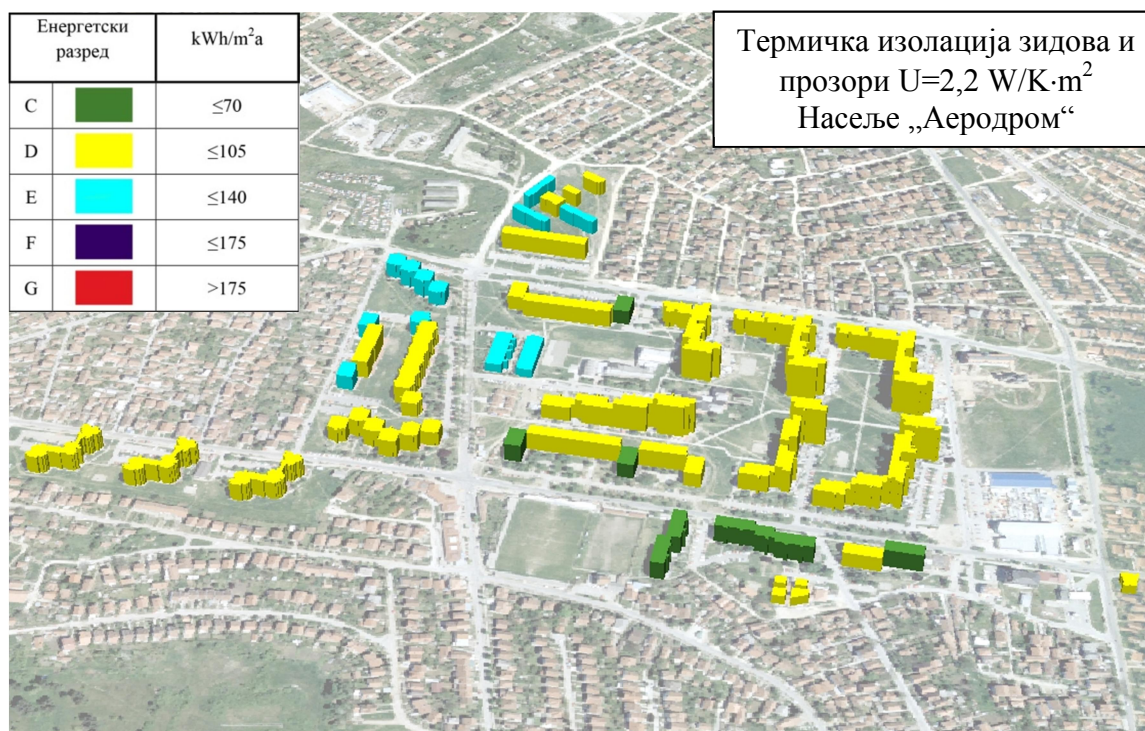 Енергетски
разред
kWh/m²a
C ≤70
D ≤105
E ≤140
F ≤175
G >175
Термичка изолација зидова и
прозори U=2,2 W/K·m²
Насеље „Аеродром“